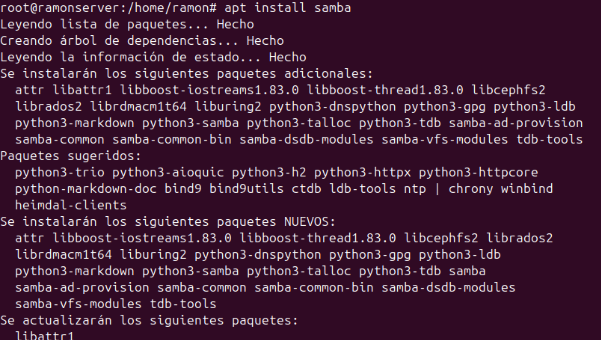 root@ramonserver:/home/ramon# apt install samba
Leyendo lista de paquetes... Hecho
Creando árbol de dependencias... Hecho
Leyendo la información de estado... Hecho
Se instalarán los siguientes paquetes adicionales:
attr libattr1 libboost-iostreams1.83.0 libboost-thread1.83.0 libcephfs2
librados2 librdmacm1t64 liburing2 python3-dnspython python3-gpg python3-ldb
python3-markdown python3-samba python3-talloc python3-tdb samba-ad-provision
samba-common samba-common-bin samba-dsdb-modules samba-vfs-modules tdb-tools
Paquetes sugeridos:
python3-trio python3-aioquic python3-h2 python3-httpx python3-httpcore
python-markdown-doc bind9 bind9utils ctdb ldb-tools ntp | chrony winbind
heimdal-clients
Se instalarán los siguientes paquetes NUEVOS:
attr libboost-iostreams1.83.0 libboost-thread1.83.0 libcephfs2 librados2
librdmacm1t64 liburing2 python3-dnspython python3-gpg python3-ldb
python3-markdown python3-samba python3-talloc python3-tdb samba
samba-ad-provision samba-common samba-common-bin samba-dsdb-modules
samba-vfs-modules tdb-tools
Se actualizarán los siguientes paquetes:
libattr1